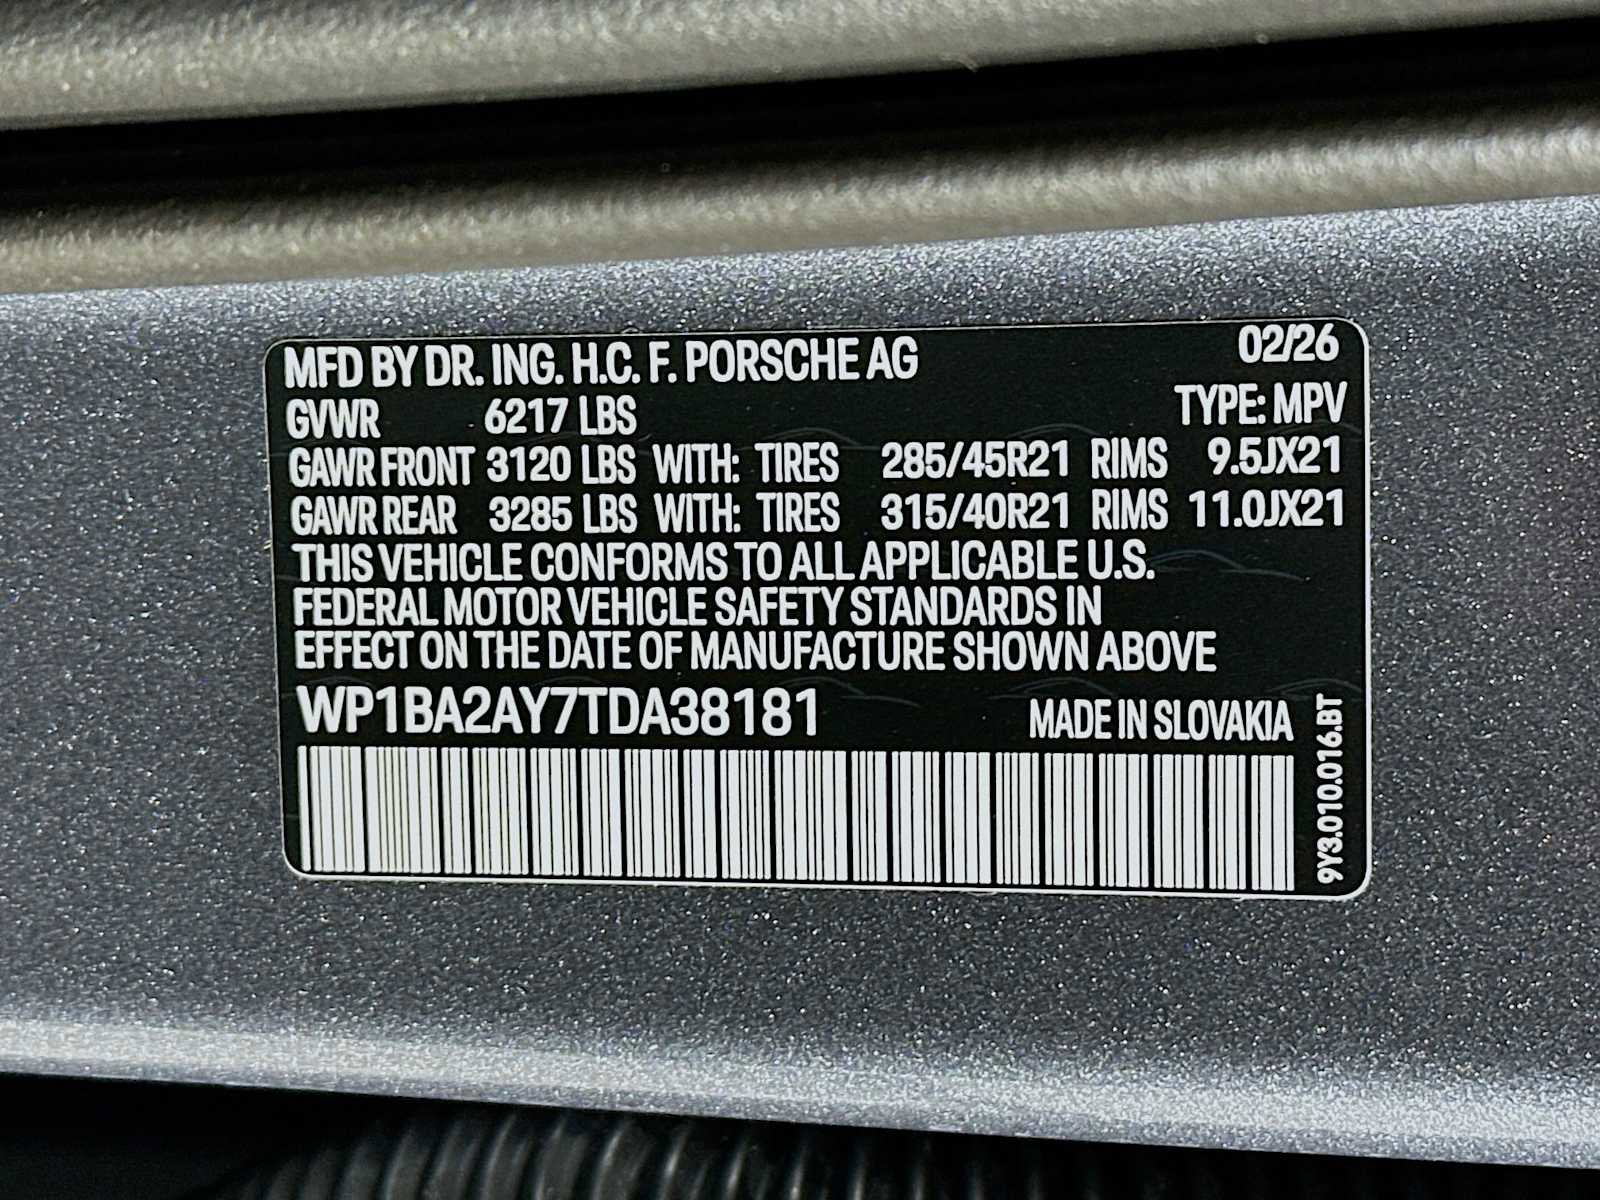 MFD BY DR. ING. H.C. F. PORSCHE AG 02/26
GVWR 6217 LBS TYPE: MPV
GAWR FRONT 3120 LBS WITH: TIRES 285/45R21 RIMS 9.5JX21
GAWR REAR 3285 LBS WITH: TIRES 315/40R21 RIMS 11.0JX21
THIS VEHICLE CONFORMS TO ALL APPLICABLE U.S.
FEDERAL MOTOR VEHICLE SAFETY STANDARDS IN
EFFECT ON THE DATE OF MANUFACTURE SHOWN ABOVE
WP1BA2AY7TDA38181 MADE IN SLOVAKIA
9Y3.010.016.BT